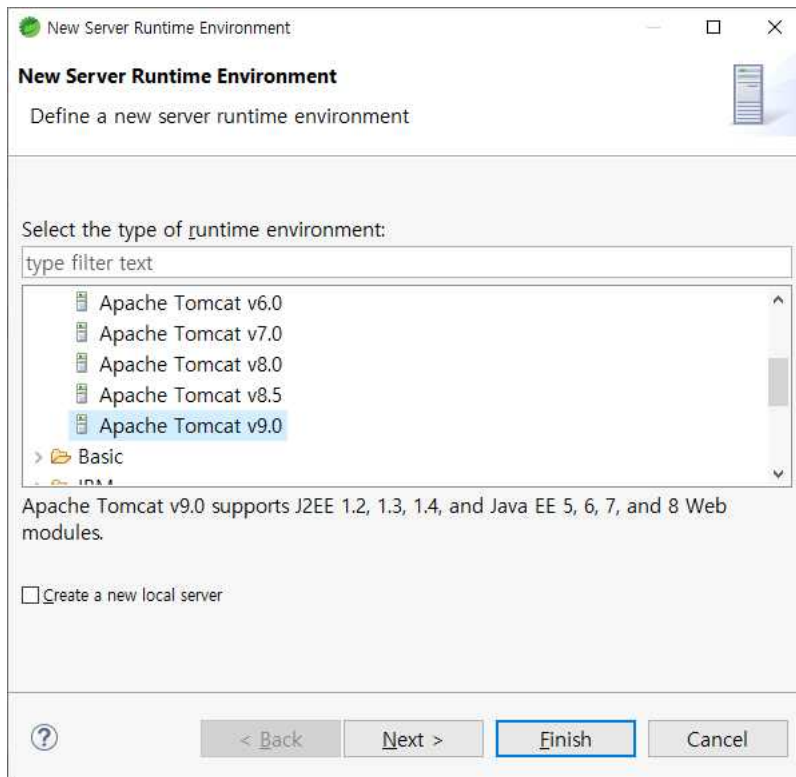 New Server Runtime Environment
New Server Runtime Environment
Define a new server runtime environment
Select the type of runtime environment:
type filter text
Apache Tomcat v6.0
Apache Tomcat v7.0
Apache Tomcat v8.0
Apache Tomcat v8.5
Apache Tomcat v9.0
Basic
IBM
Apache Tomcat v9.0 supports J2EE 1.2, 1.3, 1.4, and Java EE 5, 6, 7, and 8 Web
modules.
Create a new local server
< Back Next > Finish Cancel